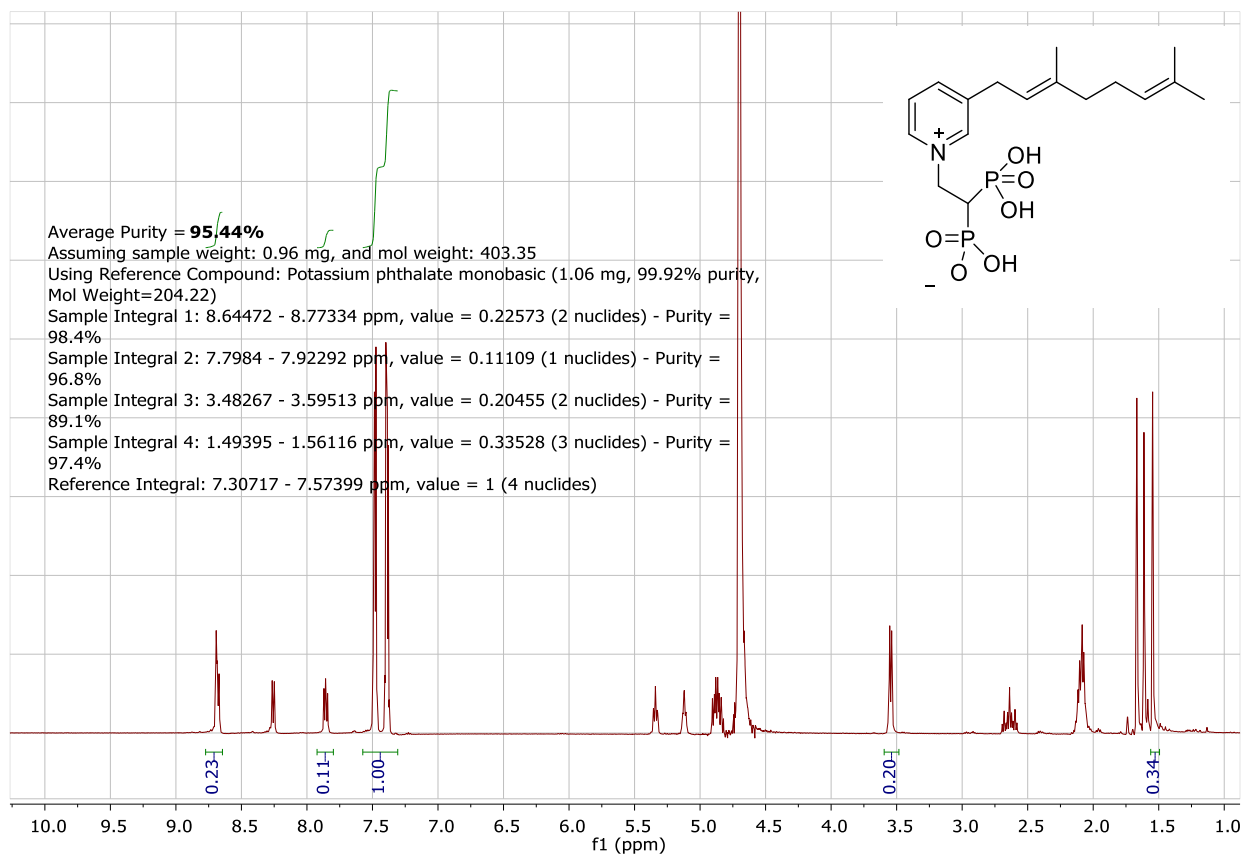 OH
+
N
P=O
OH
O=P
O
OH
−
Average Purity = 95.44%
Assuming sample weight: 0.96 mg, and mol weight: 403.35
Using Reference Compound: Potassium phthalate monobasic (1.06 mg, 99.92% purity,
Mol Weight=204.22)
Sample Integral 1: 8.64472 - 8.77334 ppm, value = 0.22573 (2 nuclides) - Purity =
98.4%
Sample Integral 2: 7.7984 - 7.92292 ppm, value = 0.11109 (1 nuclides) - Purity =
96.8%
Sample Integral 3: 3.48267 - 3.59513 ppm, value = 0.20455 (2 nuclides) - Purity =
89.1%
Sample Integral 4: 1.49395 - 1.56116 ppm, value = 0.33528 (3 nuclides) - Purity =
97.4%
Reference Integral: 7.30717 - 7.57399 ppm, value = 1 (4 nuclides)
0.23 0.11 1.00 0.20 0.34
10.0 9.5 9.0 8.5 8.0 7.5 7.0 6.5 6.0 5.5 5.0 4.5 4.0 3.5 3.0 2.5 2.0 1.5 1.0
f1 (ppm)